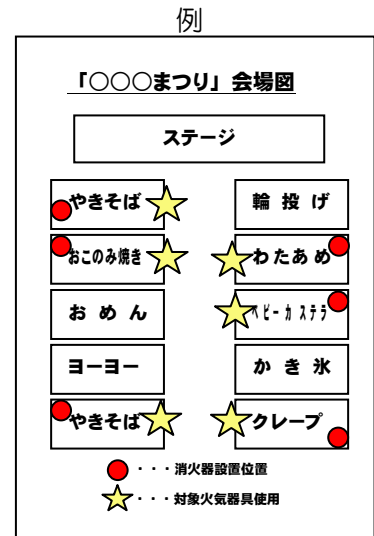 例
「○○○まつり」会場図
ステージ
やきそば
輪投げ
おこのみ焼き
わたあめ
おめん
ベビーカステラ
ヨーヨー
かき氷
やきそば
クレープ
・・・消火器設置位置
・・・対象火気器具使用